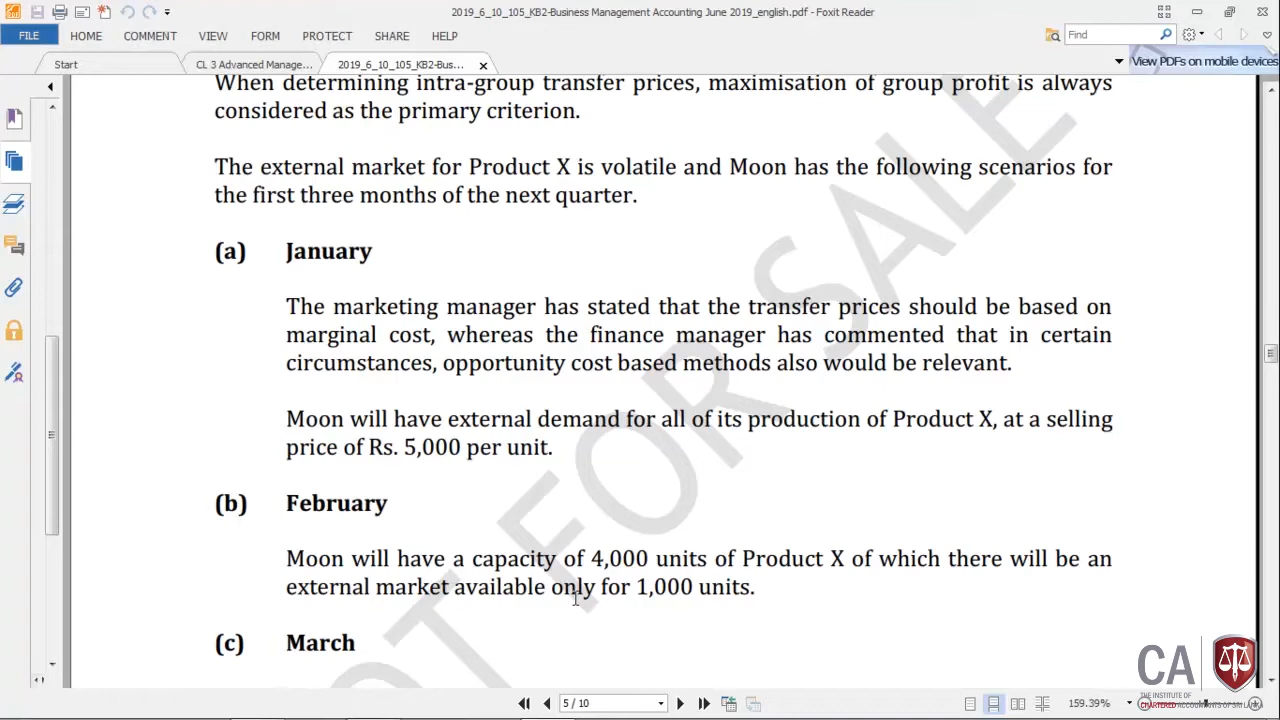 2019_6_10_105_KB2-Business Management Accounting June 2019_english.pdf - Foxit Reader
FILE HOME COMMENT VIEW FORM PROTECT SHARE HELP Find
Start CL 3 Advanced Manage... 2019_6_10_105_KB2-Bus... View PDFs on mobile devices
When determining intra-group transfer prices, maximisation of group profit is always
considered as the primary criterion.
The external market for Product X is volatile and Moon has the following scenarios for
the first three months of the next quarter.
(a) January
The marketing manager has stated that the transfer prices should be based on
marginal cost, whereas the finance manager has commented that in certain
circumstances, opportunity cost based methods also would be relevant.
Moon will have external demand for all of its production of Product X, at a selling
price of Rs. 5,000 per unit.
(b) February
Moon will have a capacity of 4,000 units of Product X of which there will be an
external market available only for 1,000 units.
(c) March
NOT FOR SALE
CA
THE INSTITUTE OF
CHARTERED ACCOUNTANTS OF SRI LANKA
5 / 10 159.39%